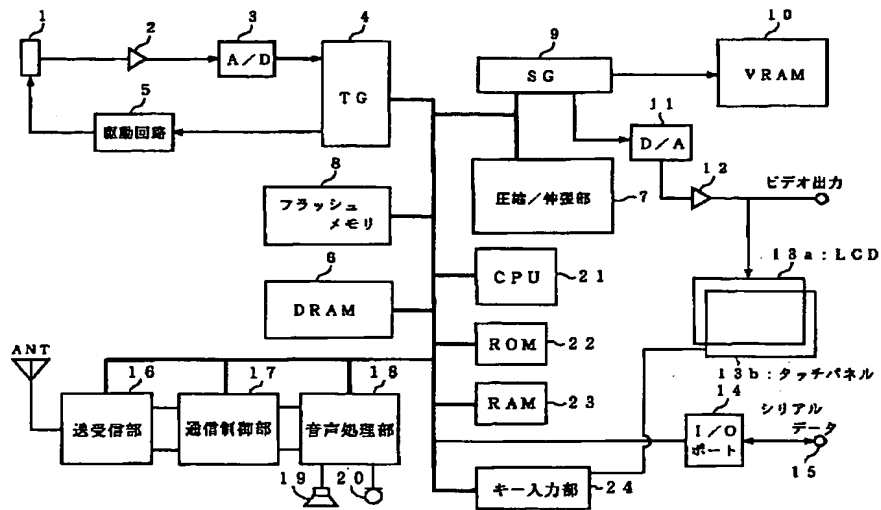 1
2
3
A/D
4
TG
5
駆動回路
9
SG
10
VRAM
11
D/A
12
ビデオ出力
8
フラッシュ
メモリ
圧縮/伸張部
7
6
DRAM
CPU
21
13a:LCD
13b:タッチパネル
ROM
22
RAM
23
ANT
16
送受信部
17
通信制御部
18
音声処理部
19
20
14
I/O
ポート
シリアル
データ
15
キー入力部
24